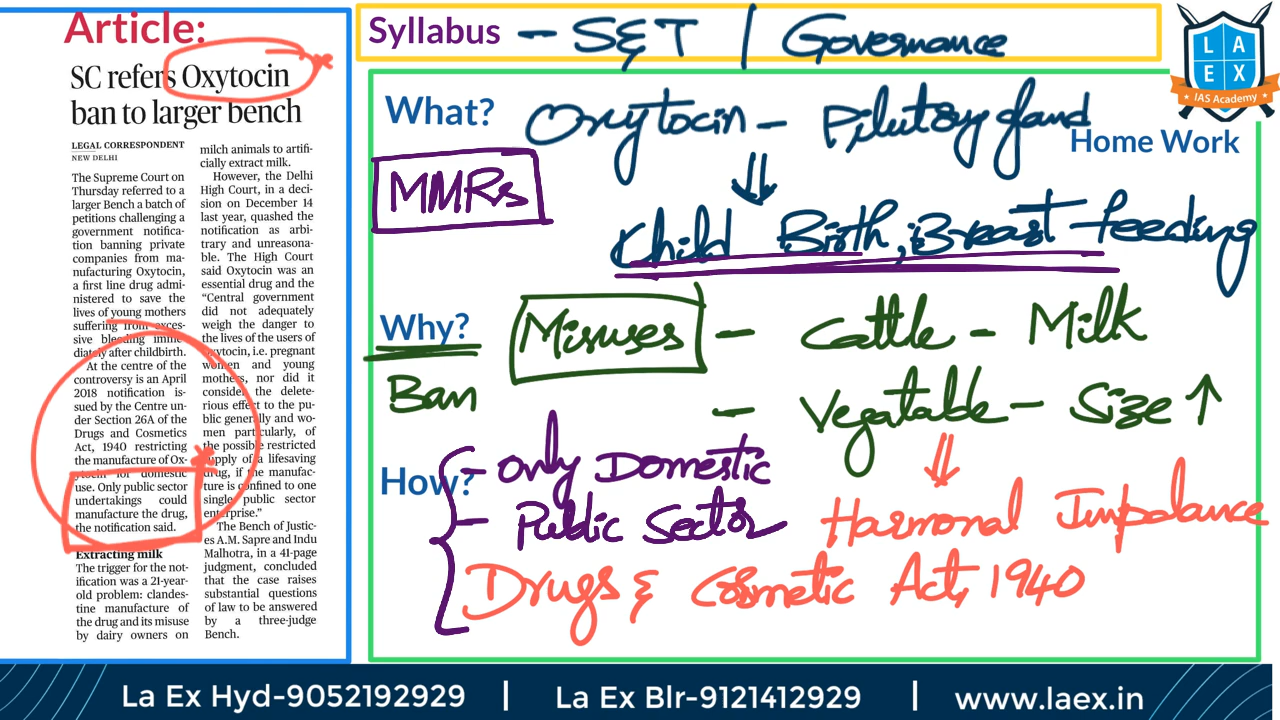 Article:
SC refers Oxytocin
ban to larger bench
LEGAL CORRESPONDENT
NEW DELHI
The Supreme Court on
Thursday referred to a
larger Bench a batch of
petitions challenging a
government notifica-
tion banning private
companies from ma-
nufacturing Oxytocin,
a first line drug admi-
nistered to save the
lives of young mothers
suffering from exces-
sive bleeding imme-
diately after childbirth.
At the centre of the
controversy is an April
2018 notification is-
sued by the Centre un-
der Section 26A of the
Drugs and Cosmetics
Act, 1940 restricting
the manufacture of Ox-
ytocin for domestic
use. Only public sector
undertakings could
manufacture the drug,
the notification said.
Extracting milk
The trigger for the not-
ification was a 21-year-
old problem: clandes-
tine manufacture of
the drug and its misuse
by dairy owners on
milch animals to artifi-
cially extract milk.
However, the Delhi
High Court, in a deci-
sion on December 14
last year, quashed the
notification as arbi-
trary and unreasona-
ble. The High Court
said Oxytocin was an
essential drug and the
“Central government
did not adequately
weigh the danger to
the lives of the users of
Oxytocin, i.e. pregnant
women and young
mothers, nor did it
consider the delete-
rious effect to the pu-
blic generally and wo-
men particularly, of
the possible restricted
supply of a lifesaving
drug, if the manufac-
ture is confined to one
single public sector
enterprise.”
The Bench of Justic-
es A.M. Sapre and Indu
Malhotra, in a 41-page
judgment, concluded
that the case raises
substantial questions
of law to be answered
by a three-judge
Bench.
Syllabus - S&T | Governance
LAEX
IAS Academy
What? Oxytocin - Pitutory gland
Home Work
MMRs
Child Birth, Breast feeding
Why? Misuses - Cattle - Milk
Ban - Vegatable - Size ↑
How? - Only Domestic
- Public Sector
Harmonal Impalance
Drugs & Cosmetic Act, 1940
La Ex Hyd-9052192929 | La Ex Blr-9121412929 | www.laex.in